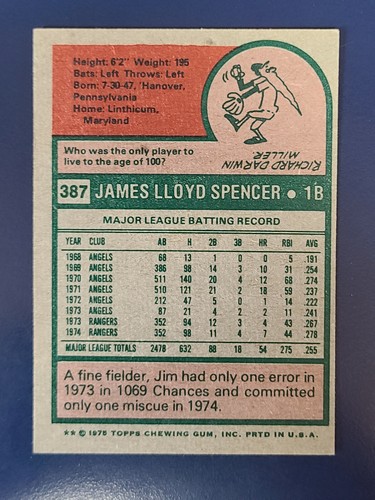 Height: 6'2" Weight: 195
Bats: Left Throws: Left
Born: 7-30-47, 'Hanover,
Pennsylvania
Home: Linthicum,
Maryland
Who was the only player to
live to the age of 100?
RICHARD DARWIN
MILLER.
387 JAMES LLOYD SPENCER • 1B
MAJOR LEAGUE BATTING RECORD
YEAR CLUB AB H 2B 3B HR RBI AVG
1968 ANGELS 68 13 1 0 0 5 .191
1969 ANGELS 386 98 14 3 10 31 .254
1970 ANGELS 511 140 20 4 12 68 .274
1971 ANGELS 510 121 21 2 18 59 .237
1972 ANGELS 212 47 5 0 1 14 .222
1973 ANGELS 87 21 4 2 2 11 .241
1973 RANGERS 352 94 12 3 4 43 .267
1974 RANGERS 352 98 11 4 7 44 .278
MAJOR LEAGUE TOTALS 2478 632 88 18 54 275 .255
A fine fielder, Jim had only one error in
1973 in 1069 Chances and committed
only one miscue in 1974.
** © 1975 TOPPS CHEWING GUM, INC. PRTD IN U.S.A.